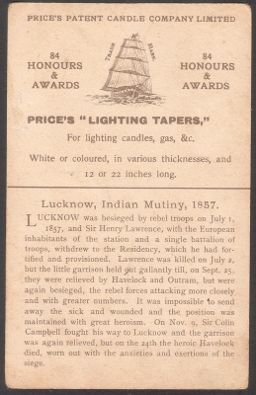 PRICE'S PATENT CANDLE COMPANY LIMITED
TRADE MARK.
84
HONOURS
&
AWARDS
84
HONOURS
&
AWARDS
PRICE'S "LIGHTING TAPERS,"
For lighting candles, gas, &c.
White or coloured, in various thicknesses, and
12 or 22 inches long.
Lucknow, Indian Mutiny, 1857.
LUCKNOW was besieged by rebel troops on July 1,
1857, and Sir Henry Lawrence, with the European
inhabitants of the station and a single battalion of
troops, withdrew to the Residency, which he had for-
tified and provisioned. Lawrence was killed on July 2,
but the little garrison held out gallantly till, on Sept. 25,
they were relieved by Havelock and Outram, but were
again besieged, the rebel forces attacking more closely
and with greater numbers. It was impossible to send
away the sick and wounded and the position was
maintained with great heroism. On Nov. 9, Sir Colin
Campbell fought his way to Lucknow and the garrison
was again relieved, but on the 24th the heroic Havelock
died, worn out with the anxieties and exertions of the
siege.